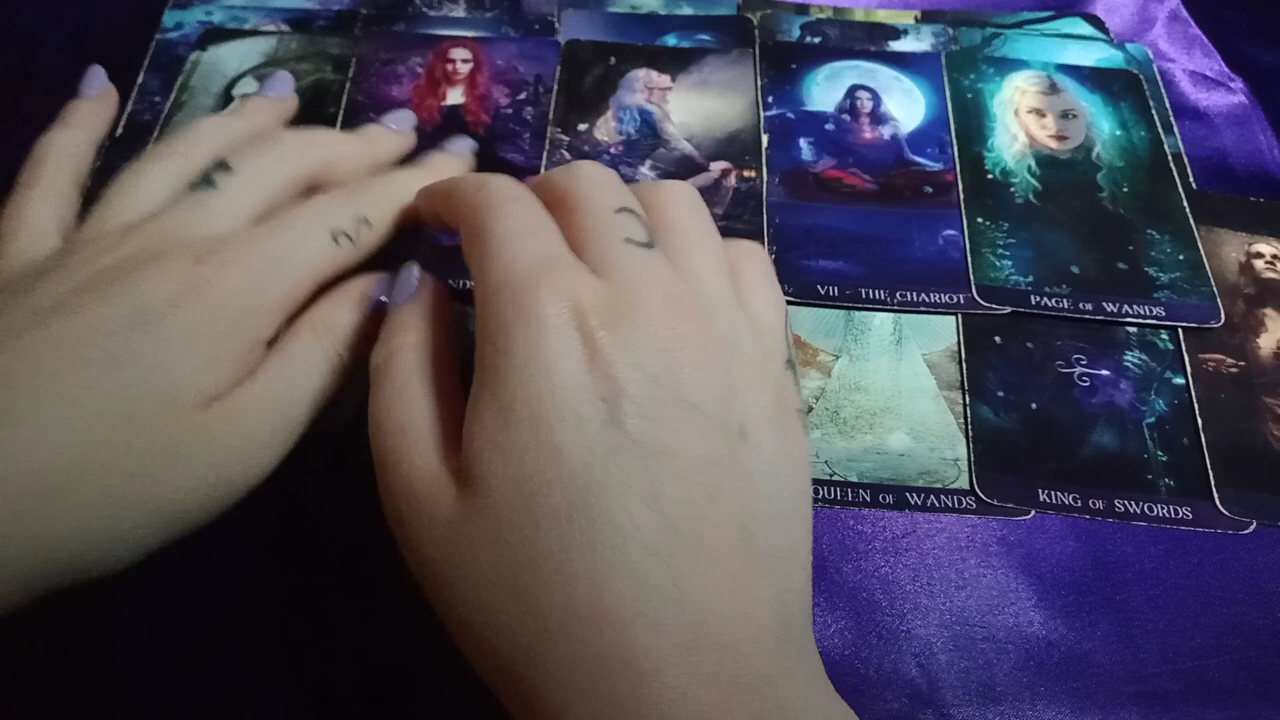 VII - THE CHARIOT
PAGE OF WANDS
QUEEN OF WANDS
KING OF SWORDS